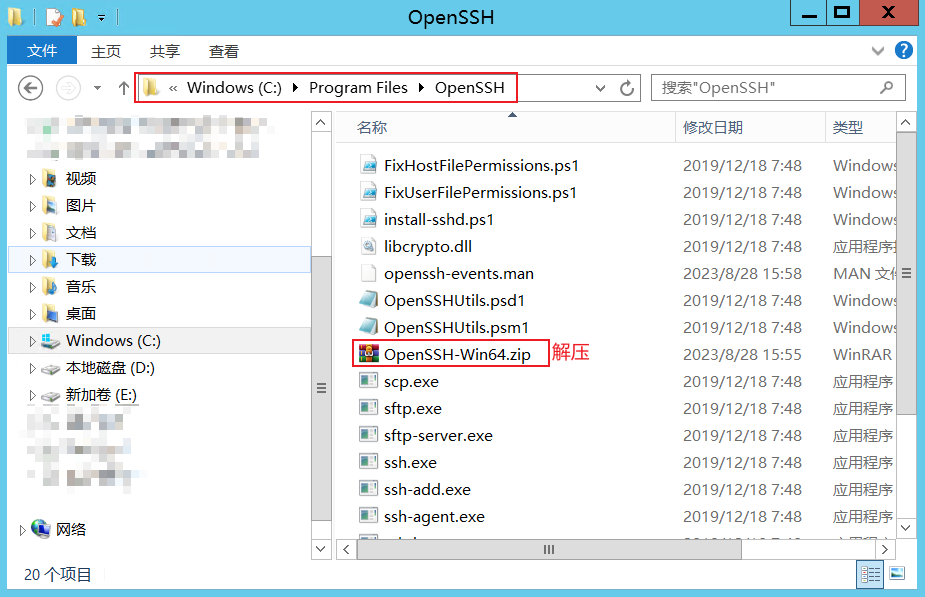 OpenSSH
文件 主页 共享 查看
« Windows (C:) Program Files OpenSSH 搜索"OpenSSH"
名称 修改日期 类型
视频
图片
文档
下载
音乐
桌面
Windows (C:)
本地磁盘 (D:)
新加卷 (E:)
网络
FixHostFilePermissions.ps1 2019/12/18 7:48 Windows
FixUserFilePermissions.ps1 2019/12/18 7:48 Windows
install-sshd.ps1 2019/12/18 7:48 Windows
libcrypto.dll 2019/12/18 7:48 应用程序
openssh-events.man 2023/8/28 15:58 MAN 文件
OpenSSHUtils.psd1 2019/12/18 7:48 Windows
OpenSSHUtils.psm1 2019/12/18 7:48 Windows
OpenSSH-Win64.zip 解压 2023/8/28 15:55 WinRAR
scp.exe 2019/12/18 7:48 应用程序
sftp.exe 2019/12/18 7:48 应用程序
sftp-server.exe 2019/12/18 7:48 应用程序
ssh.exe 2019/12/18 7:48 应用程序
ssh-add.exe 2019/12/18 7:48 应用程序
ssh-agent.exe 2019/12/18 7:48 应用程序
20 个项目